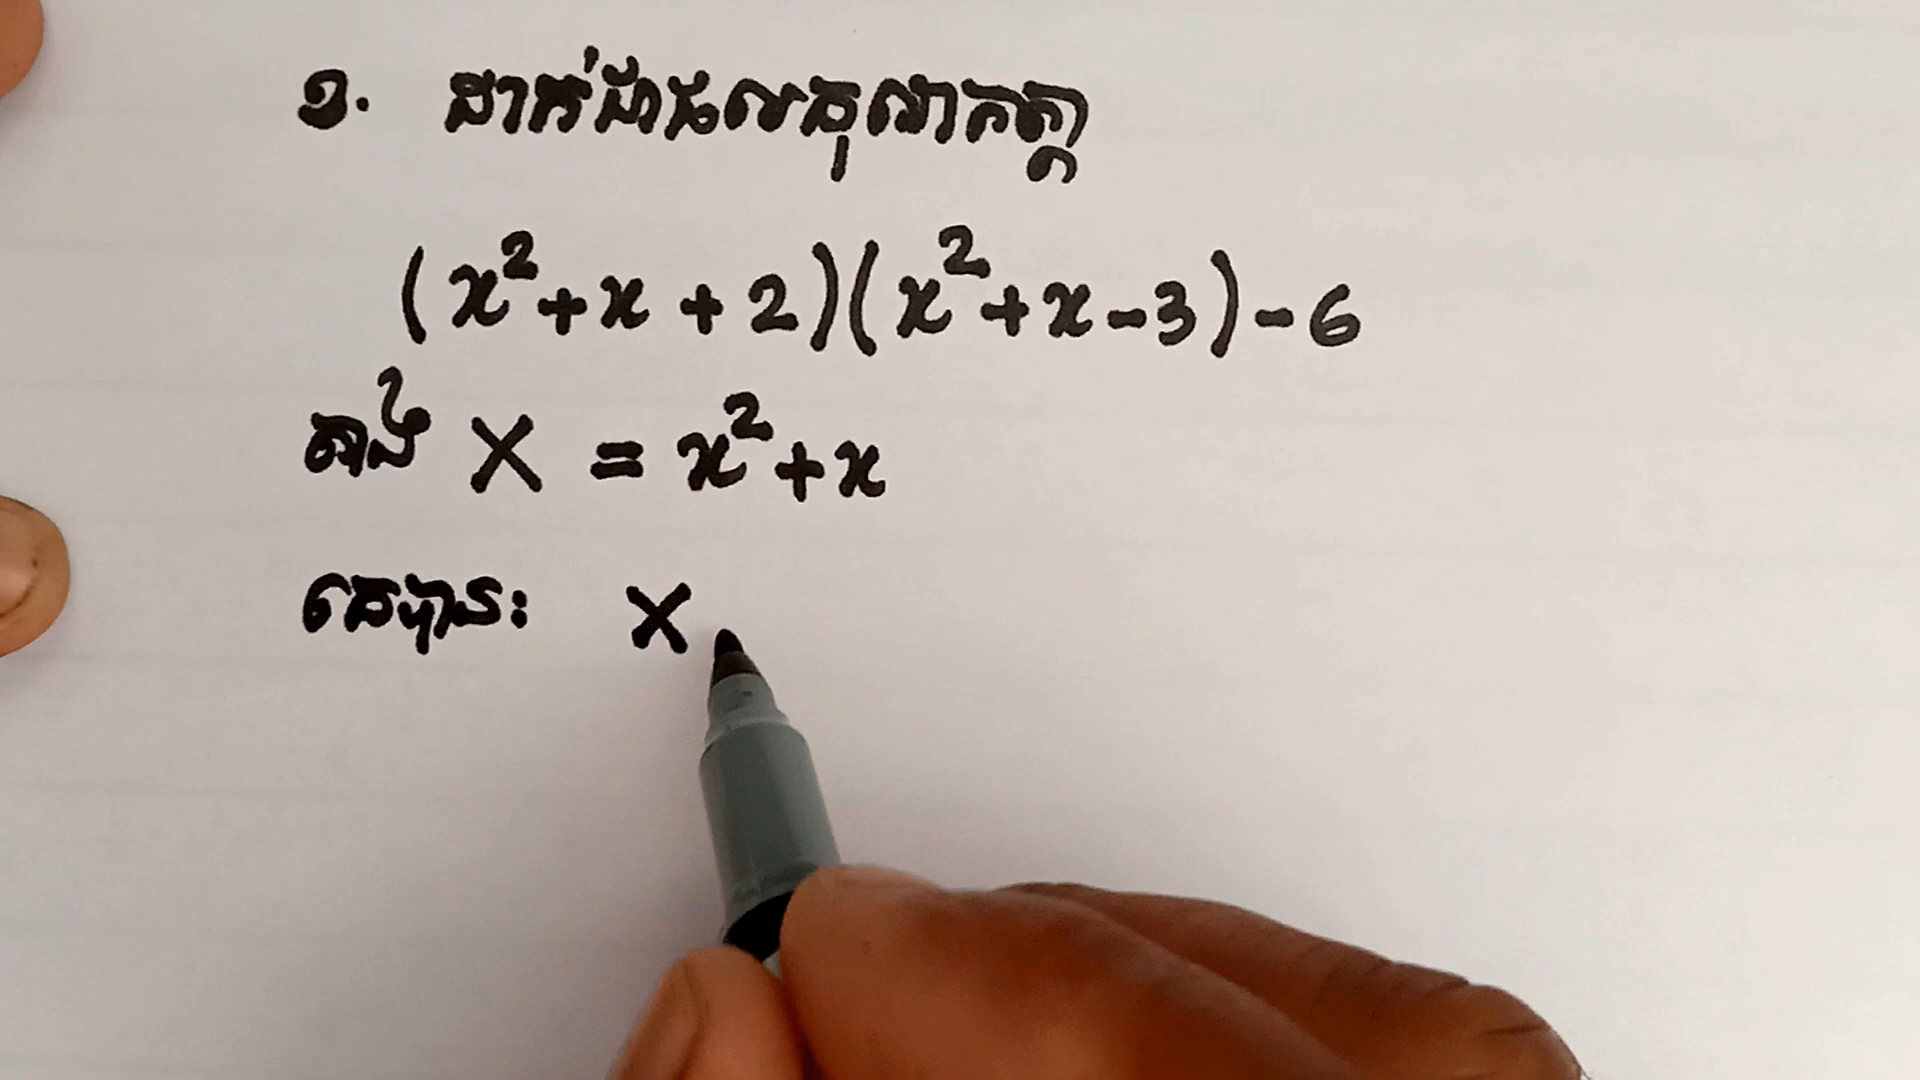 ១. ដាក់ជាផលគុណកត្តា
(x²+x+2)(x²+x-3)-6
តាង X = x²+x
គេបាន: X